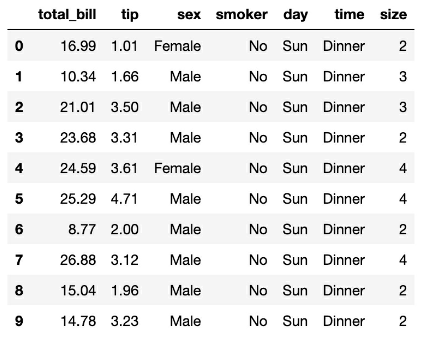 total_bill tip sex smoker day time size
0 16.99 1.01 Female No Sun Dinner 2
1 10.34 1.66 Male No Sun Dinner 3
2 21.01 3.50 Male No Sun Dinner 3
3 23.68 3.31 Male No Sun Dinner 2
4 24.59 3.61 Female No Sun Dinner 4
5 25.29 4.71 Male No Sun Dinner 4
6 8.77 2.00 Male No Sun Dinner 2
7 26.88 3.12 Male No Sun Dinner 4
8 15.04 1.96 Male No Sun Dinner 2
9 14.78 3.23 Male No Sun Dinner 2